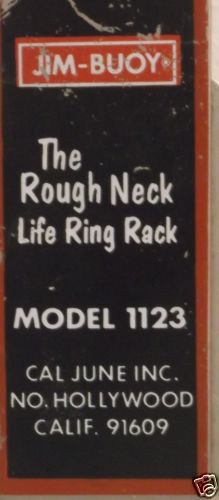 JIM-BUOY
The
Rough Neck
Life Ring Rack
MODEL 1123
CAL JUNE INC.
NO. HOLLYWOOD
CALIF. 91609